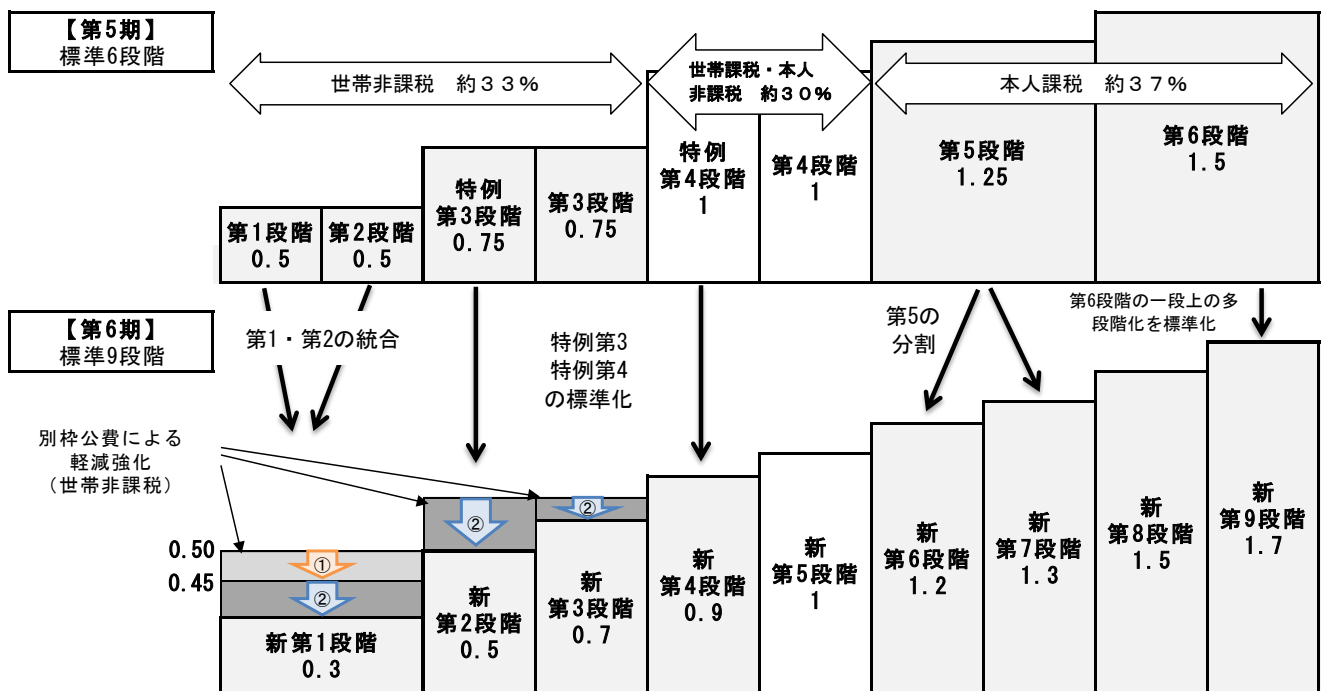 【第5期】
標準6段階
世帯非課税 約33%
世帯課税・本人
非課税 約30%
本人課税 約37%
第1段階
0.5
第2段階
0.5
特例
第3段階
0.75
第3段階
0.75
特例
第4段階
1
第4段階
1
第5段階
1.25
第6段階
1.5
【第6期】
標準9段階
第1・第2の統合
特例第3
特例第4
の標準化
第5の
分割
第6段階の一段上の多
段階化を標準化
別枠公費による
軽減強化
(世帯非課税)
0.50
0.45
①
②
②
②
新第1段階
0.3
新
第2段階
0.5
新
第3段階
0.7
新
第4段階
0.9
新
第5段階
1
新
第6段階
1.2
新
第7段階
1.3
新
第8段階
1.5
新
第9段階
1.7